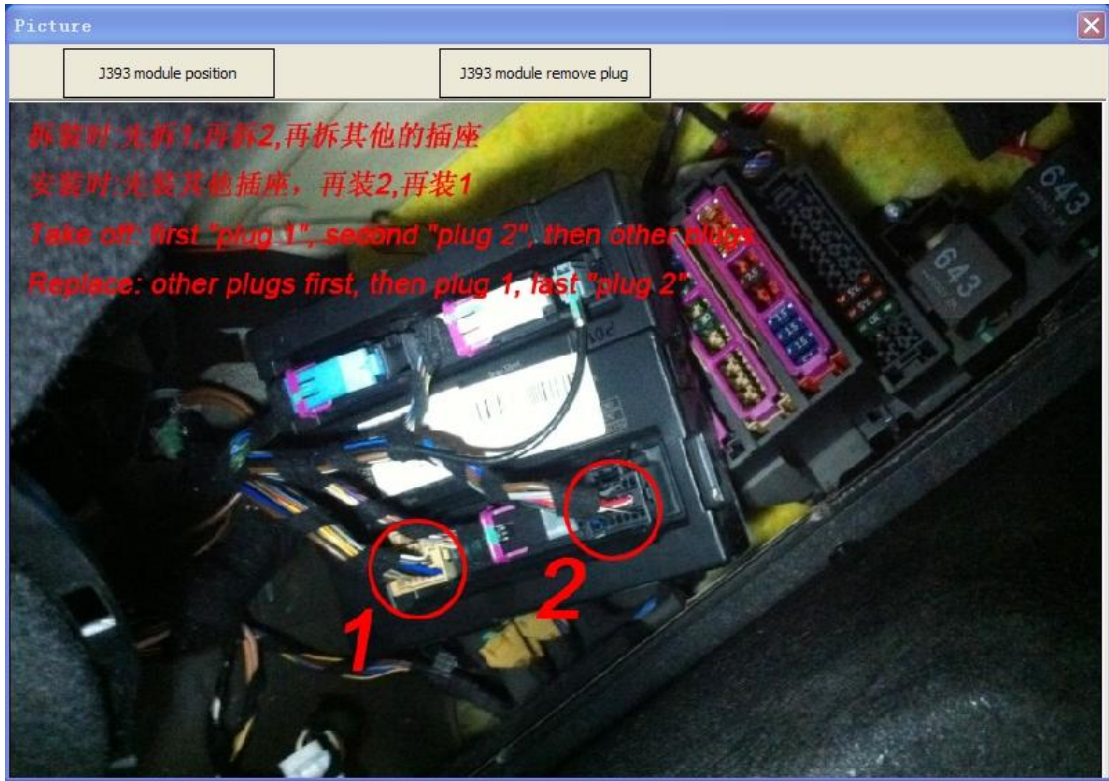 Picture
J393 module position
J393 module remove plug
拆装时:先拆1,再拆2,再拆其他的插座
安装时:先装其他插座，再装2,再装1
Take off: first "plug 1", second "plug 2", then other plugs
Replace: other plugs first, then plug 1, last "plug 2"
643
643
1
2